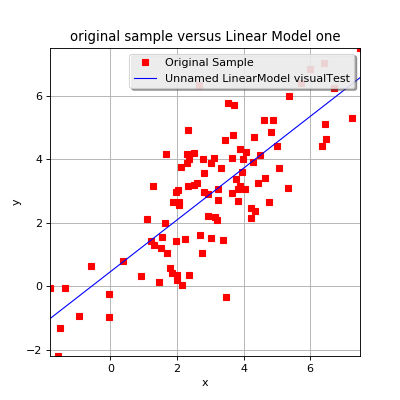 original sample versus Linear Model one
Original Sample
Unnamed LinearModel visualTest
y
6
4
2
0
−2
0
2
4
6
x